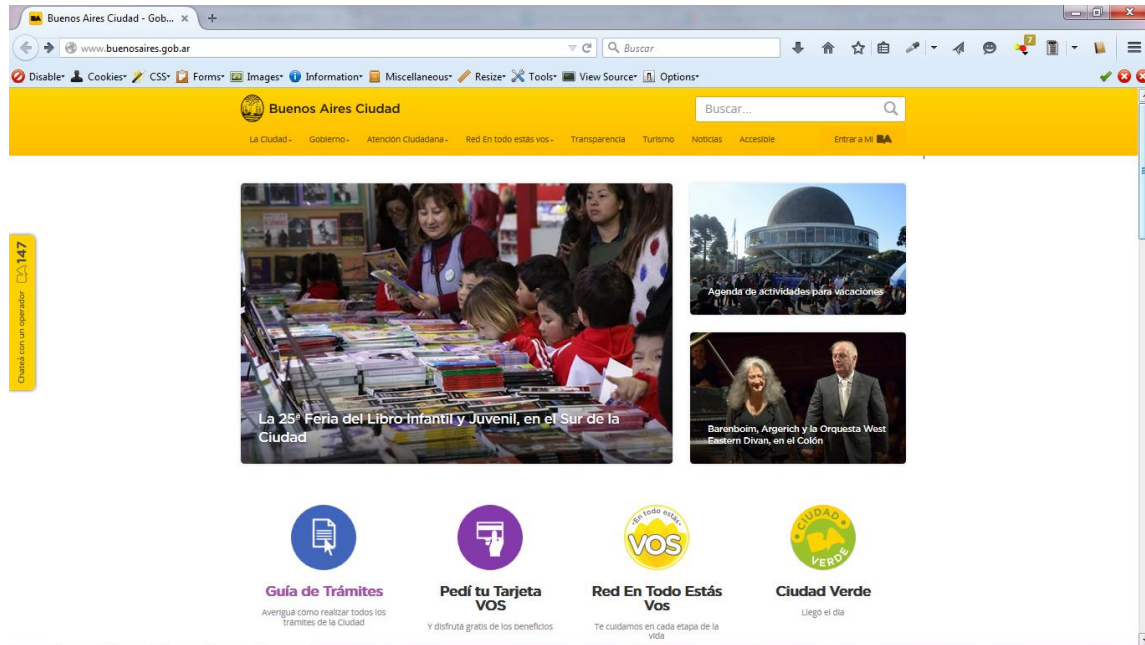 Buenos Aires Ciudad - Gob...
www.buenosaires.gob.ar
Buscar
7
Disable
Cookies
CSS
Forms
Images
Information
Miscellaneous
Resize
Tools
View Source
Options
Buenos Aires Ciudad
Buscar...
La Ciudad
Gobierno
Atención Ciudadana
Red En todo estás vos
Transparencia
Turismo
Noticias
Accesible
Entrar a Mi BA
Chateá con un operador 147
La 25ª Feria del Libro Infantil y Juvenil, en el Sur de la
Ciudad
Agenda de actividades para vacaciones
Barenboim, Argerich y la Orquesta West
Eastern Divan, en el Colón
En todo estás
VOS
CIUDAD
BA
VERDE
Guía de Trámites
Averiguá cómo realizar todos los
trámites de la Ciudad
Pedí tu Tarjeta
VOS
Y disfrutá gratis de los beneficios
Red En Todo Estás
Vos
Te cuidamos en cada etapa de la
vida
Ciudad Verde
Llegó el día